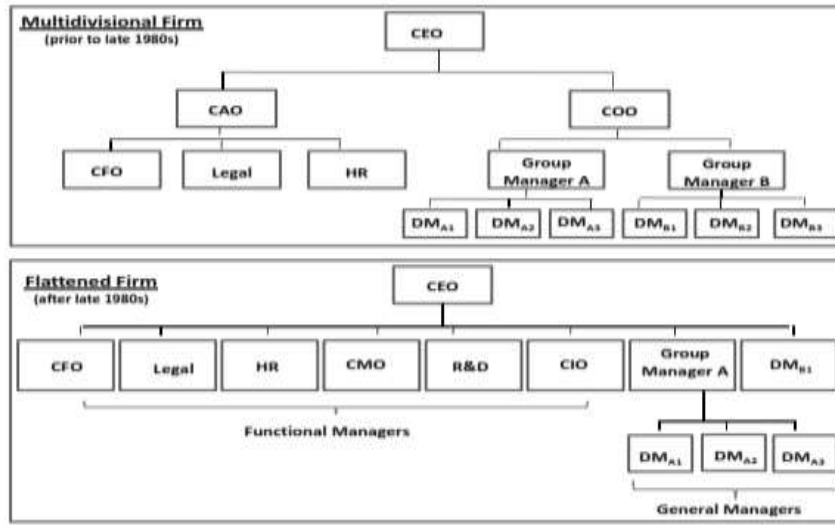 Multidivisional Firm
(prior to late 1980s)
CEO
CAO
COO
CFO
Legal
HR
Group
Manager A
Group
Manager B
DMA1
DMA2
DMA3
DMB1
DMB2
DMB3
Flattened Firm
(after late 1980s)
CEO
CFO
Legal
HR
CMO
R&D
CIO
Group
Manager A
DMB1
Functional Managers
DMA1
DMA2
DMA3
General Managers